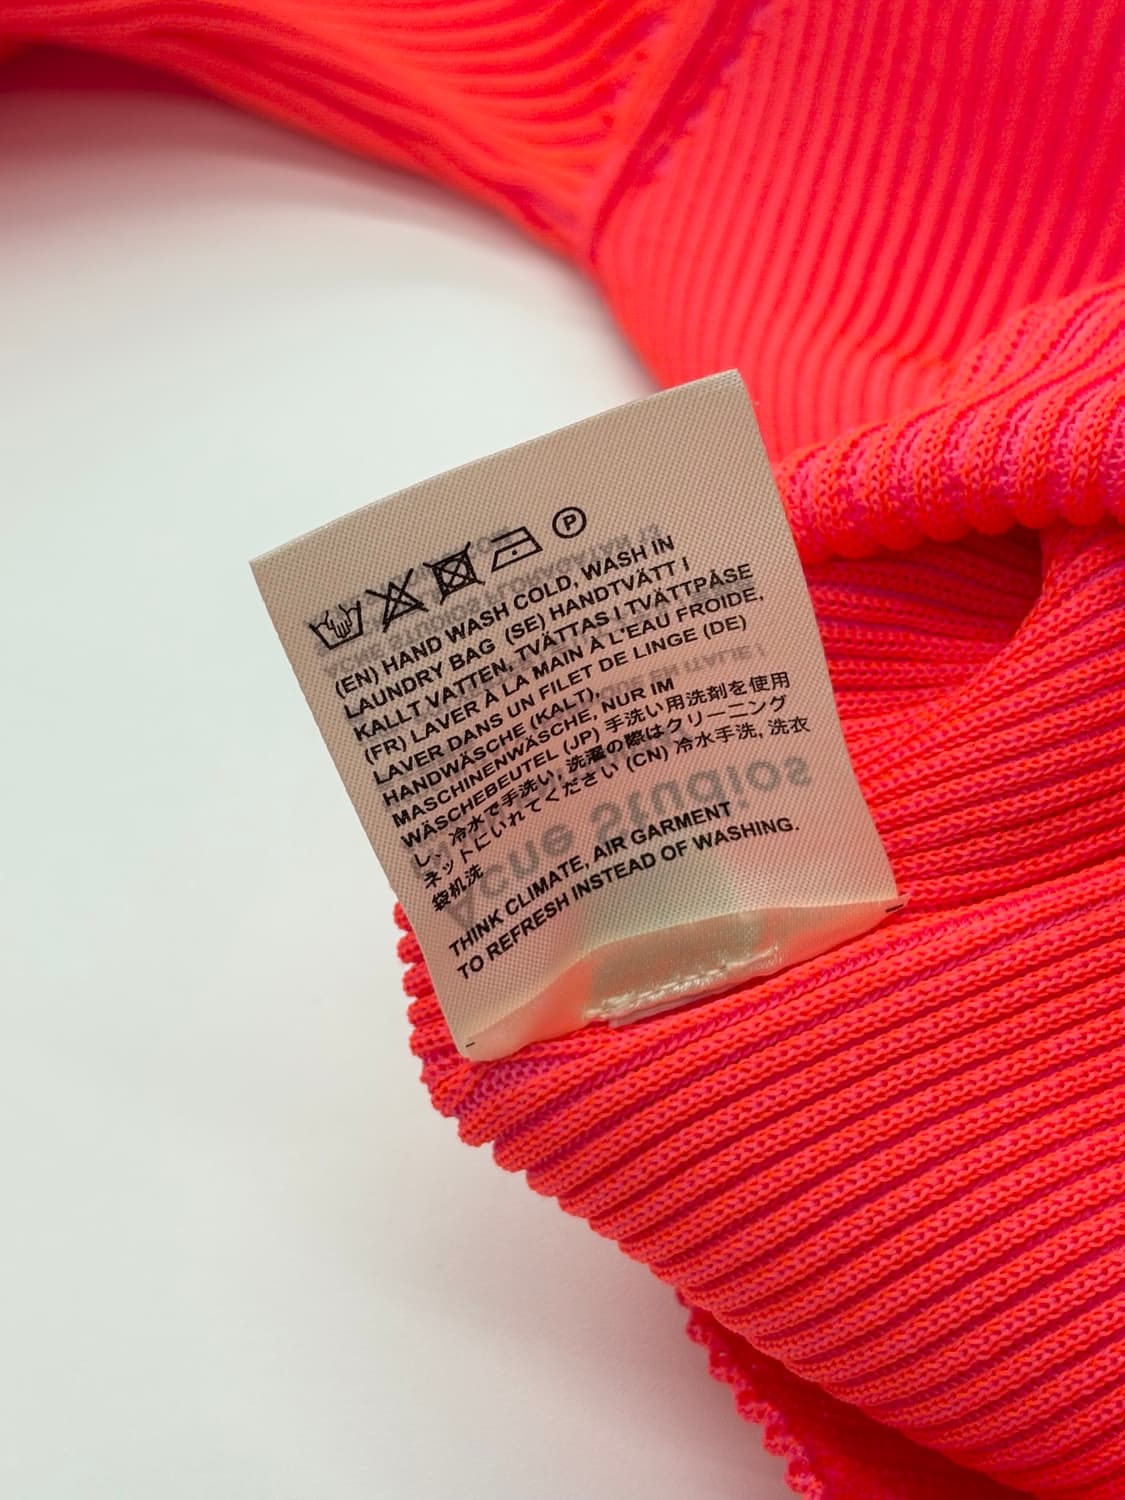 P
(EN) HAND WASH COLD, WASH IN
LAUNDRY BAG (SE) HANDTVÄTT I
KALLT VATTEN, TVÄTTAS I TVÄTTPÅSE
(FR) LAVER À LA MAIN À L'EAU FROIDE,
LAVER DANS UN FILET DE LINGE (DE)
HANDWÄSCHE (KALT),
MASCHINENWÄSCHE, NUR IM
WÄSCHEBEUTEL (JP) 手洗い用洗剤を使用
し、冷水で手洗い, 洗濯の際はクリーニング
ネットにいれてください (CN) 冷水手洗, 洗衣
袋机洗
THINK CLIMATE, AIR GARMENT
TO REFRESH INSTEAD OF WASHING.
Acne Studios